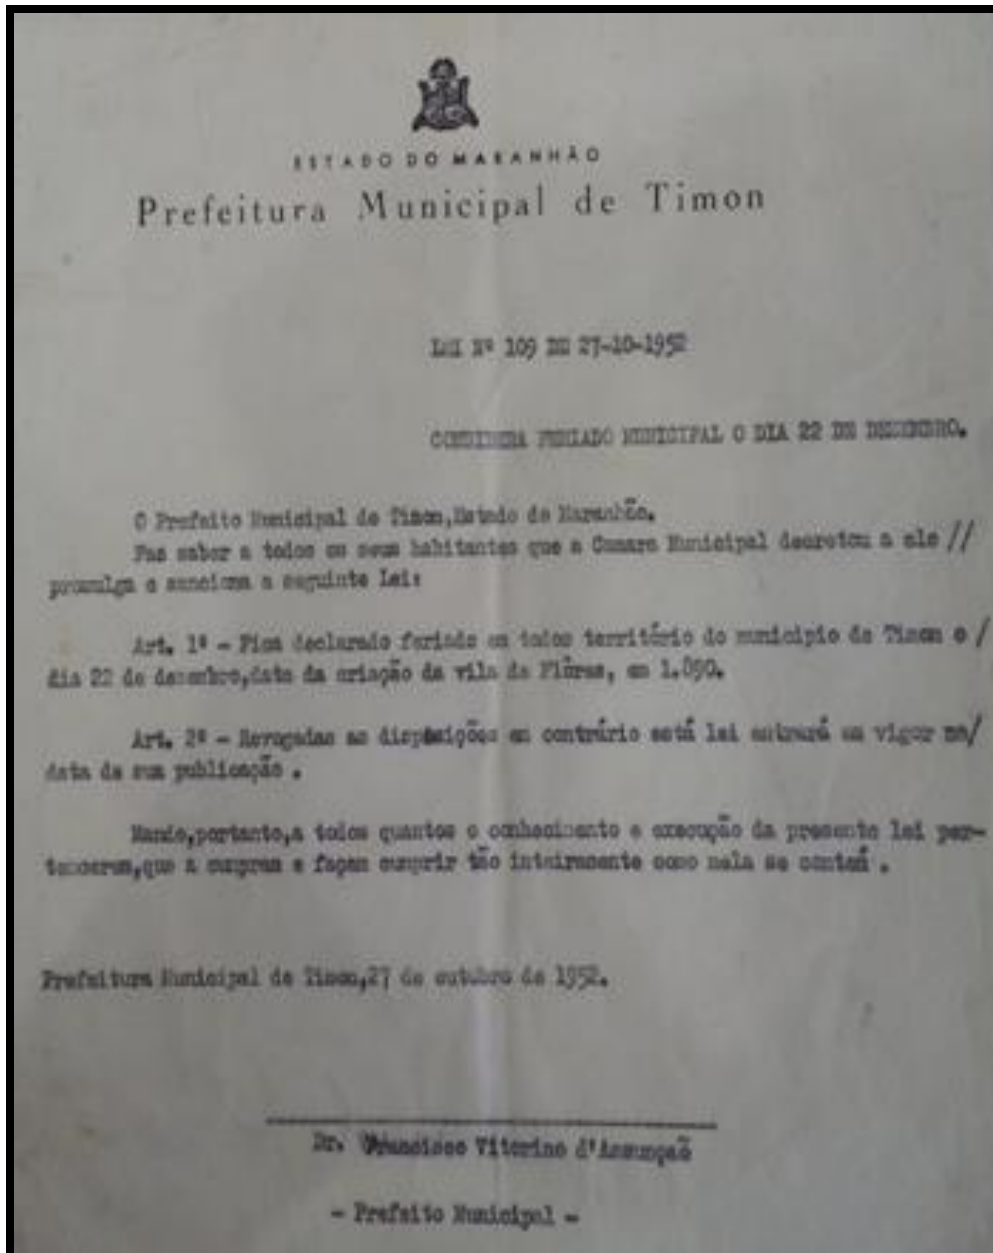 ESTADO DO MARANHÃO
Prefeitura Municipal de Timon
LEI Nº 109 DE 27-10-1952
CONSIDERA FERIADO MUNICIPAL O DIA 22 DE DEZEMBRO.
O Prefeito Municipal de Timon,Estado do Maranhão.
Faz saber a todos os seus habitantes que a Camara Municipal decretou a ele //
promulga e sanciona a seguinte Lei:
Art. 1º - Fica declarado feriado em todos território do municipio de Timon o /
dia 22 de dezembro,data da criação da vila de Flôres, em 1.890.
Art. 2º - Revogadas as disposições em contrário está lei entrará em vigor na/
data da sua publicação .
Mando,portanto,a todos quantos o conhecimento e execução da presente lei per-
tencerem,que a cumpram e façam cumprir tão inteiramente como nela se contem .
Prefeitura Municipal de Timon,27 de outubro de 1952.
Dr. Francisco Vitorino d'Assunção
- Prefeito Municipal -